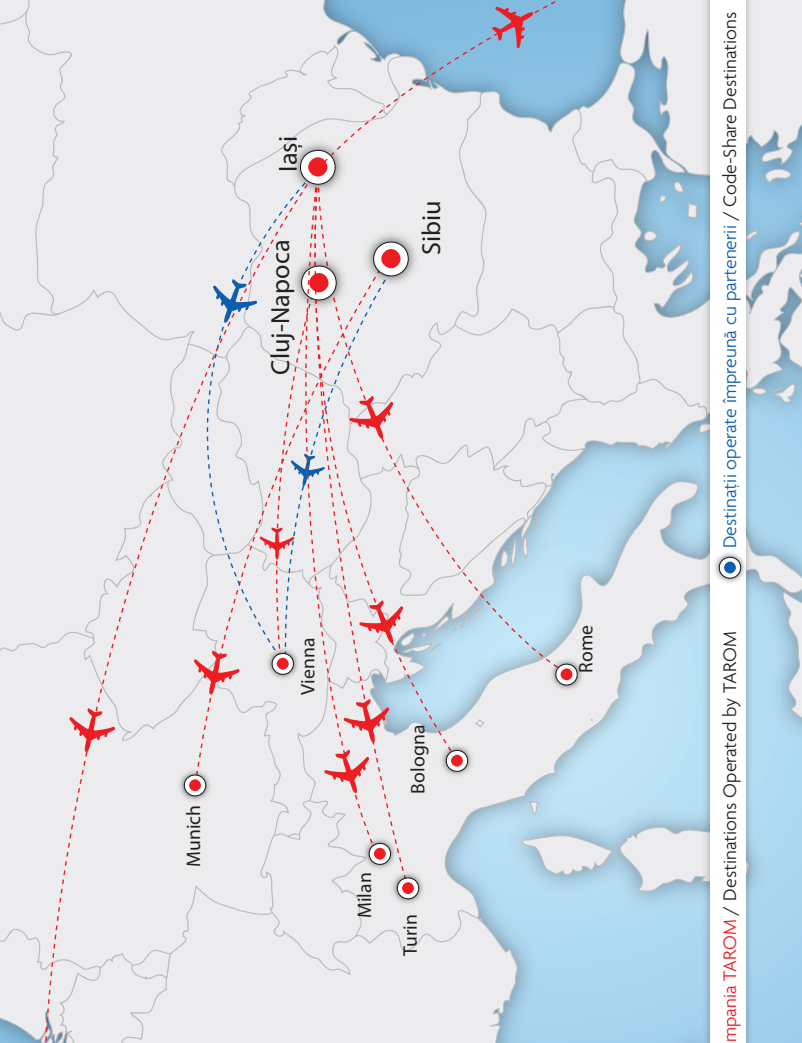 Iași
Cluj-Napoca
Sibiu
Vienna
Munich
Milan
Turin
Bologna
Rome
mpania TAROM / Destinations Operated by TAROM
Destinații operate împreună cu partenerii / Code-Share Destinations